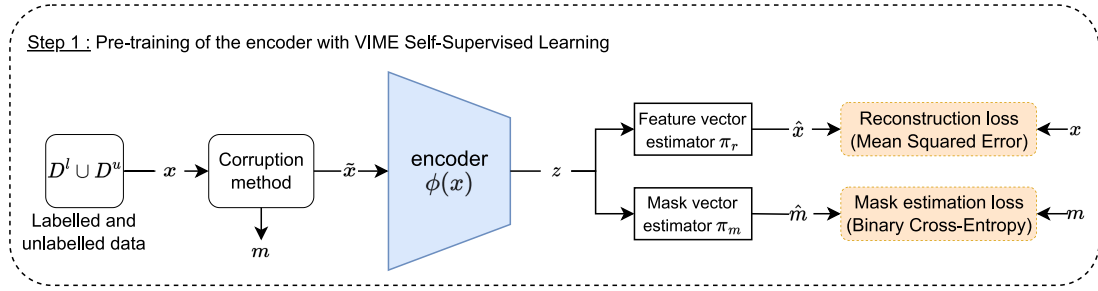 Step 1 : Pre-training of the encoder with VIME Self-Supervised Learning
D^l ∪ D^u
Labelled and
unlabelled data
x
Corruption
method
m
x̃
encoder
ϕ(x)
z
Feature vector
estimator π_r
x̂
Reconstruction loss
(Mean Squared Error)
x
Mask vector
estimator π_m
m̂
Mask estimation loss
(Binary Cross-Entropy)
m